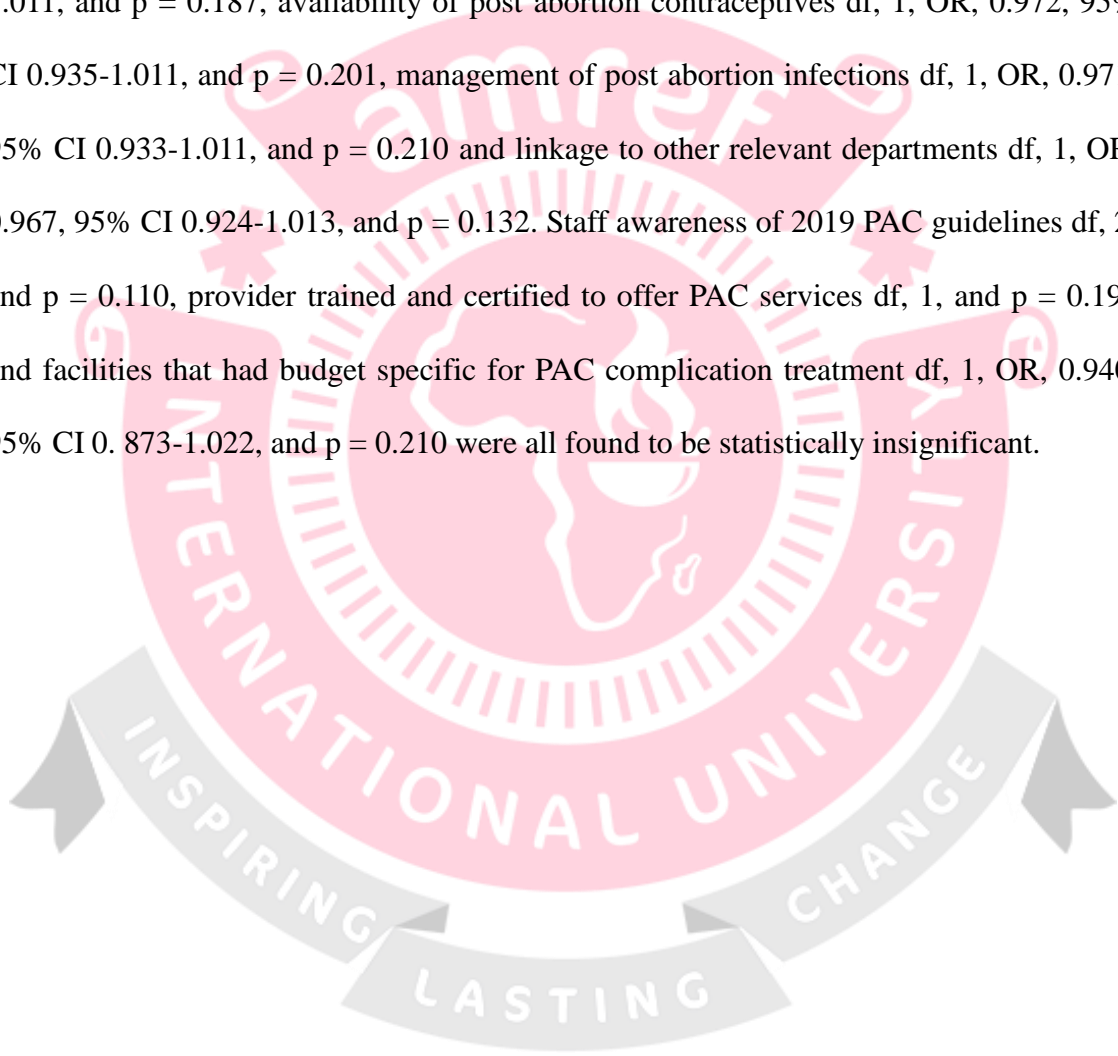 .011, and p = 0.187, availability of post abortion contraceptives df, 1, OR, 0.972, 95%
CI 0.935-1.011, and p = 0.201, management of post abortion infections df, 1, OR, 0.97
95% CI 0.933-1.011, and p = 0.210 and linkage to other relevant departments df, 1, OR
0.967, 95% CI 0.924-1.013, and p = 0.132. Staff awareness of 2019 PAC guidelines df, 2
and p = 0.110, provider trained and certified to offer PAC services df, 1, and p = 0.19
and facilities that had budget specific for PAC complication treatment df, 1, OR, 0.940
95% CI 0. 873-1.022, and p = 0.210 were all found to be statistically insignificant.
amref
INTERNATIONAL UNIVERSITY
INSPIRING
LASTING
CHANGE